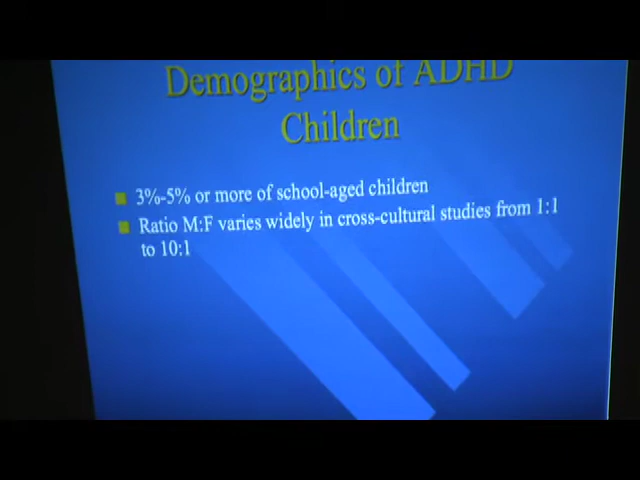 Demographics of ADHD
Children
3%-5% or more of school-aged children
Ratio M:F varies widely in cross-cultural studies from 1:1
to 10:1